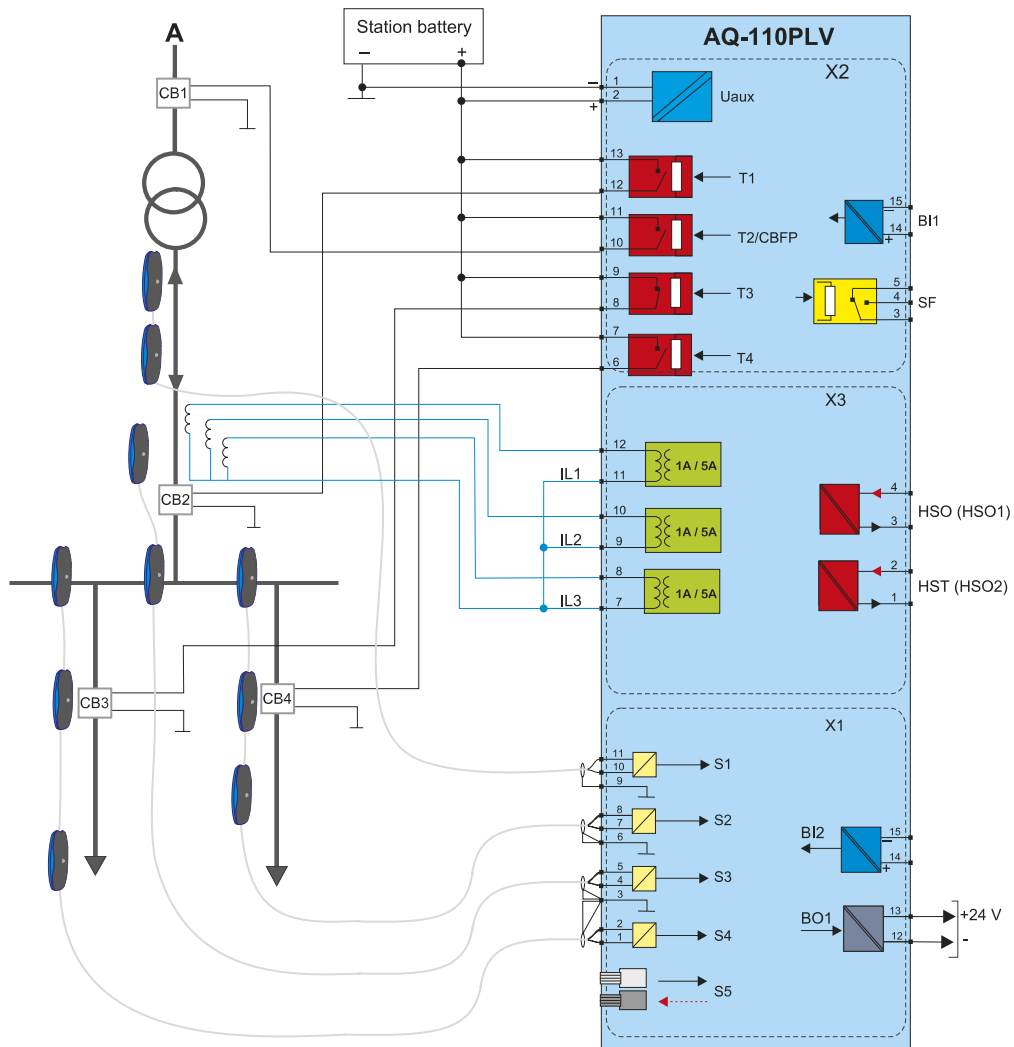 A
Station battery
- +
AQ-110PLV
X2
CB1
- 1
2
+
Uaux
13
12
T1
11
10
T2/CBFP
9
8
T3
7
6
T4
15
-
BI1
14
+
5
4
SF
3
X3
12
IL1 11
1A / 5A
10
IL2 9
1A / 5A
8
IL3 7
1A / 5A
4
HSO (HSO1)
3
2
HST (HSO2)
1
CB2
CB3
CB4
X1
11
10
9
S1
8
7
6
S2
5
4
3
S3
2
1
S4
S5
BI2
15
-
14
+
BO1
13
+24 V
12
-